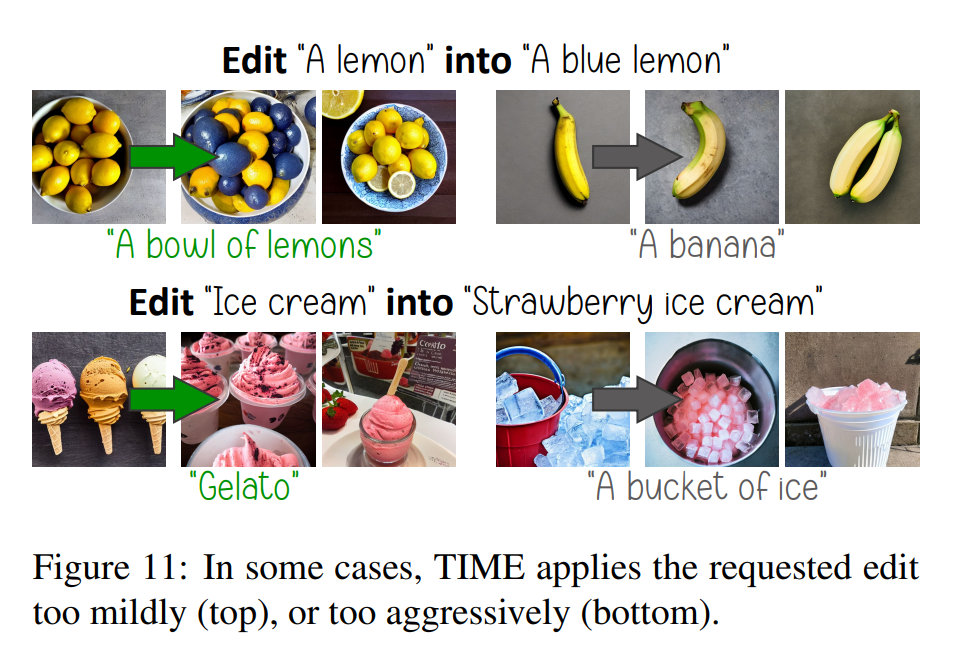 Edit "A lemon" into "A blue lemon"
"A bowl of lemons"
"A banana"
Edit "Ice cream" into "Strawberry ice cream"
"Gelato"
"A bucket of ice"
Figure 11: In some cases, TIME applies the requested edit
too mildly (top), or too aggressively (bottom).